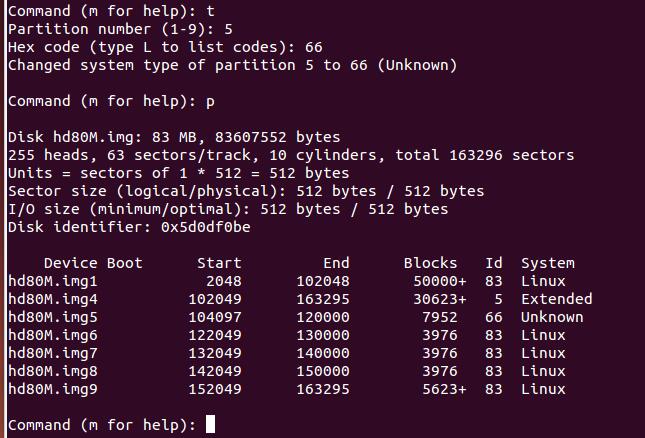 Command (m for help): t
Partition number (1-9): 5
Hex code (type L to list codes): 66
Changed system type of partition 5 to 66 (Unknown)
Command (m for help): p
Disk hd80M.img: 83 MB, 83607552 bytes
255 heads, 63 sectors/track, 10 cylinders, total 163296 sectors
Units = sectors of 1 * 512 = 512 bytes
Sector size (logical/physical): 512 bytes / 512 bytes
I/O size (minimum/optimal): 512 bytes / 512 bytes
Disk identifier: 0x5d0df0be
Device Boot Start End Blocks Id System
hd80M.img1 2048 102048 50000+ 83 Linux
hd80M.img4 102049 163295 30623+ 5 Extended
hd80M.img5 104097 120000 7952 66 Unknown
hd80M.img6 122049 130000 3976 83 Linux
hd80M.img7 132049 140000 3976 83 Linux
hd80M.img8 142049 150000 3976 83 Linux
hd80M.img9 152049 163295 5623+ 83 Linux
Command (m for help):